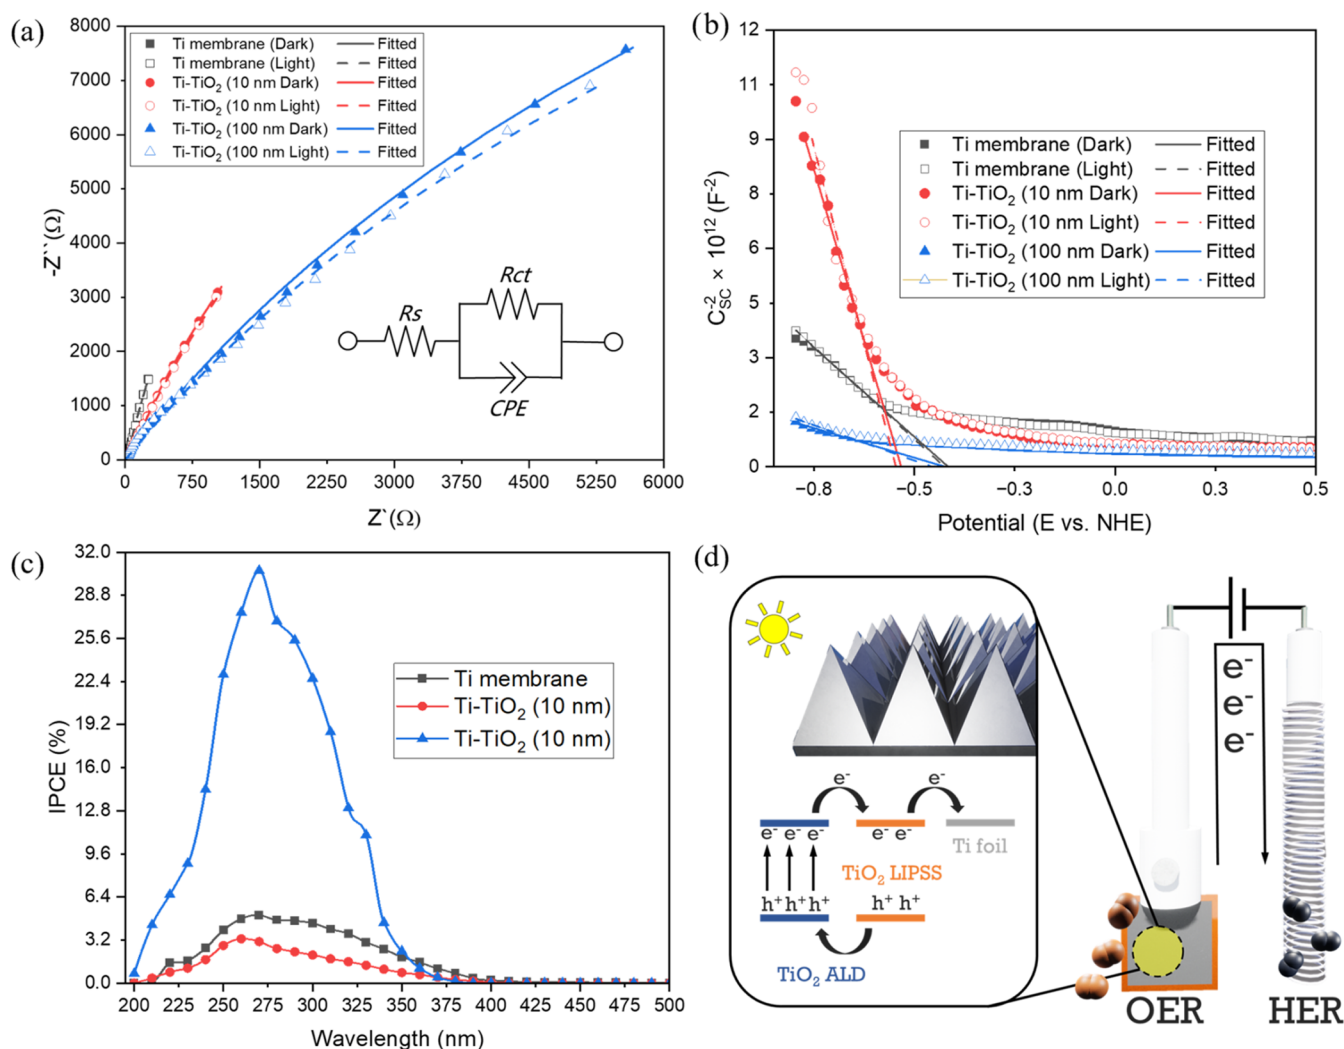 (a)
8000
7000
6000
5000
4000
3000
2000
1000
0
-Z``(Ω)
Ti membrane (Dark) Fitted
Ti membrane (Light) Fitted
Ti-TiO₂ (10 nm Dark) Fitted
Ti-TiO₂ (10 nm Light) Fitted
Ti-TiO₂ (100 nm Dark) Fitted
Ti-TiO₂ (100 nm Light) Fitted
Rct
Rs
CPE
0 750 1500 2250 3000 3750 4500 5250 6000
Z`(Ω)
(b)
12
11
9
8
6
5
3
2
0
C⁻²SC × 10¹² (F⁻²)
Ti membrane (Dark) Fitted
Ti membrane (Light) Fitted
Ti-TiO₂ (10 nm Dark) Fitted
Ti-TiO₂ (10 nm Light) Fitted
Ti-TiO₂ (100 nm Dark) Fitted
Ti-TiO₂ (100 nm Light) Fitted
−0.8 −0.5 −0.3 0.0 0.3 0.5
Potential (E vs. NHE)
(c)
32.0
28.8
25.6
22.4
19.2
16.0
12.8
9.6
6.4
3.2
0.0
IPCE (%)
Ti membrane
Ti-TiO₂ (10 nm)
Ti-TiO₂ (10 nm)
200 225 250 275 300 325 350 375 400 425 450 475 500
Wavelength (nm)
(d)
e⁻ e⁻
e⁻ e⁻ e⁻ e⁻ e⁻
Ti foil
TiO₂ LIPSS
h⁺ h⁺ h⁺ h⁺ h⁺
TiO₂ ALD
e⁻
e⁻
e⁻
OER HER